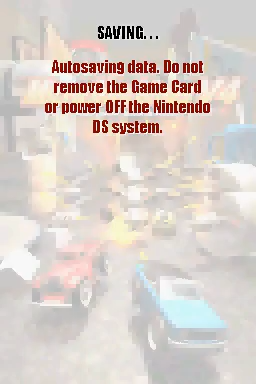 SAVING...
Autosaving data. Do not
remove the Game Card
or power OFF the Nintendo
DS system.